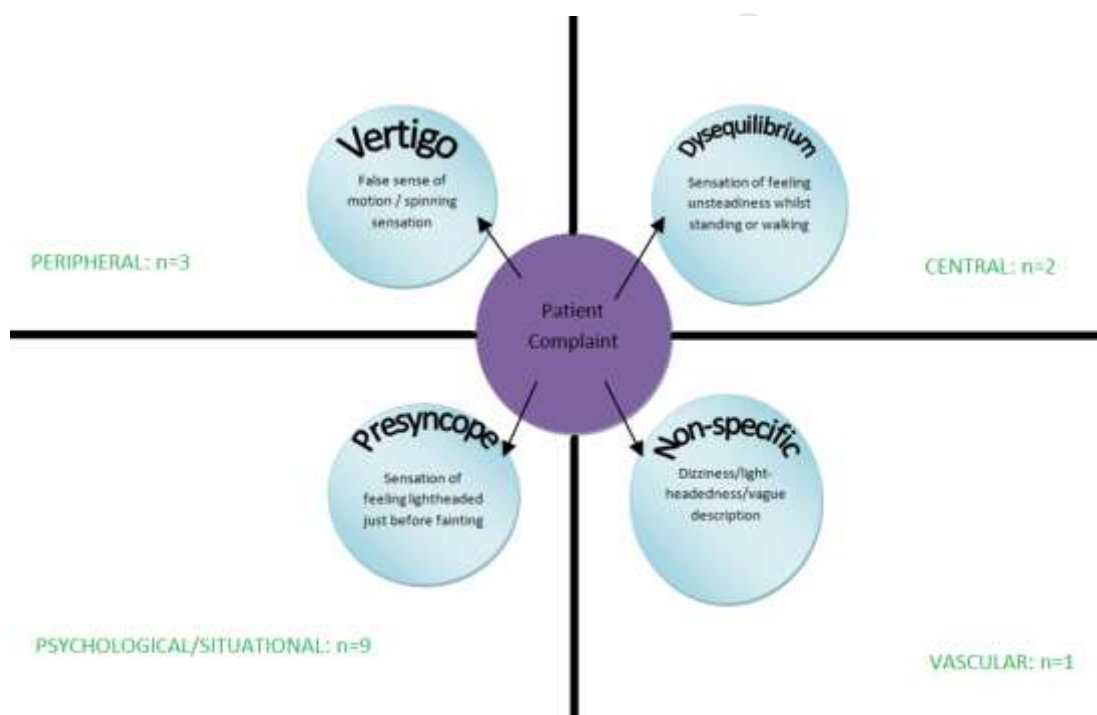 Vertigo
False sense of
motion / spinning
sensation
PERIPHERAL: n=3
Dysequilibrium
Sensation of feeling
unsteadiness whilst
standing or walking
CENTRAL: n=2
Patient
Complaint
Presyncope
Sensation of
feeling lightheaded
just before fainting
PSYCHOLOGICAL/SITUATIONAL: n=9
Non-specific
Dizziness/light-
headedness/vague
description
VASCULAR: n=1